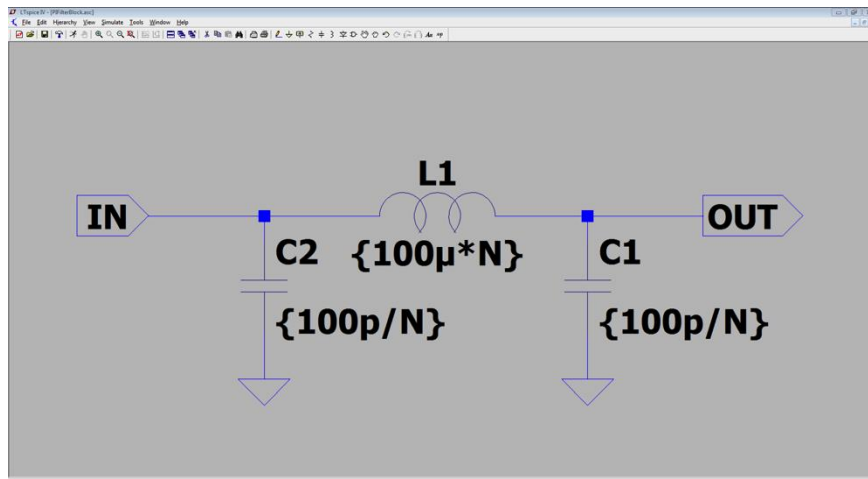 LTspice IV - [PIFilterBlock.asc]
File Edit Hierarchy View Simulate Tools Window Help
L1
IN
OUT
C2
{100µ*N}
C1
{100p/N}
{100p/N}